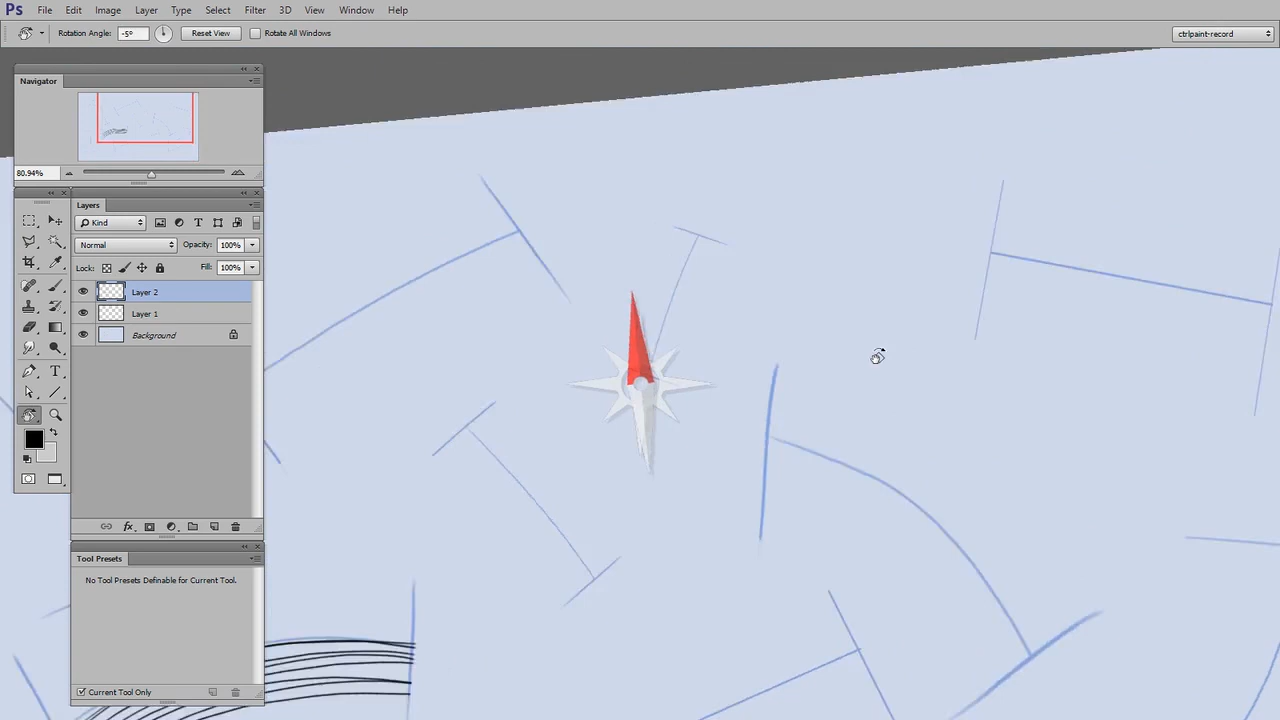 Ps File Edit Image Layer Type Select Filter 3D View Window Help
Rotation Angle: -5° Reset View Rotate All Windows ctrlpaint-record
Navigator
80.94%
Layers
Kind T
Normal Opacity: 100%
Lock: Fill: 100%
Layer 2
Layer 1
Background
T
fx
Tool Presets
No Tool Presets Definable for Current Tool.
Current Tool Only